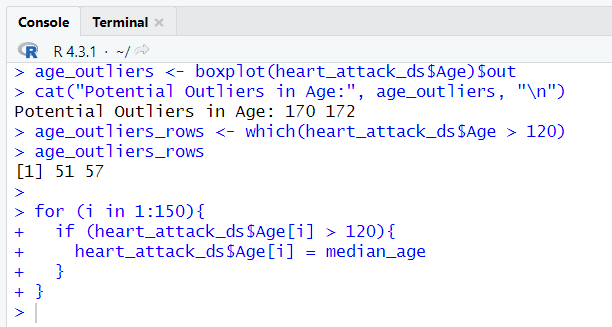 Console Terminal ×
R R 4.3.1 · ~/
> age_outliers <- boxplot(heart_attack_ds$Age)$out
> cat("Potential Outliers in Age:", age_outliers, "\n")
Potential Outliers in Age: 170 172
> age_outliers_rows <- which(heart_attack_ds$Age > 120)
> age_outliers_rows
[1] 51 57
>
> for (i in 1:150){
+   if (heart_attack_ds$Age[i] > 120){
+     heart_attack_ds$Age[i] = median_age
+   }
+ }
>